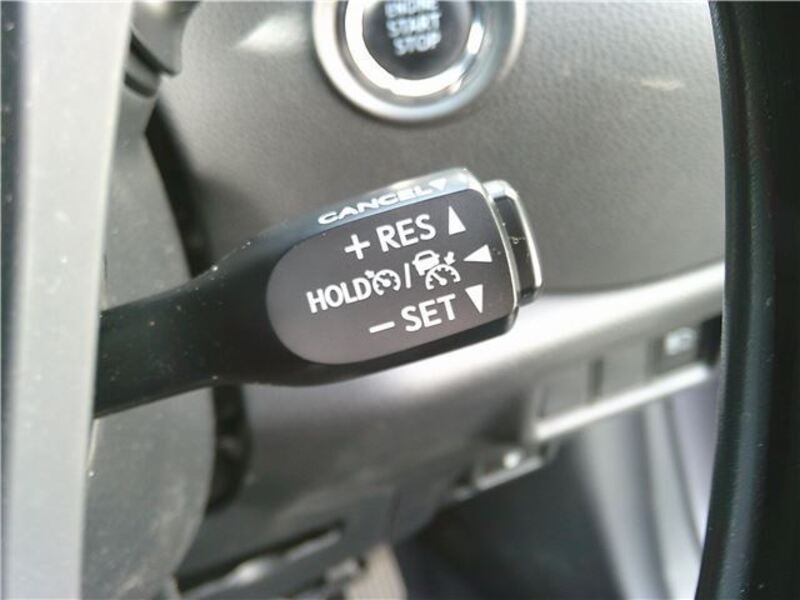 ENGINE
START
STOP
CANCEL
+ RES
HOLD /
− SET